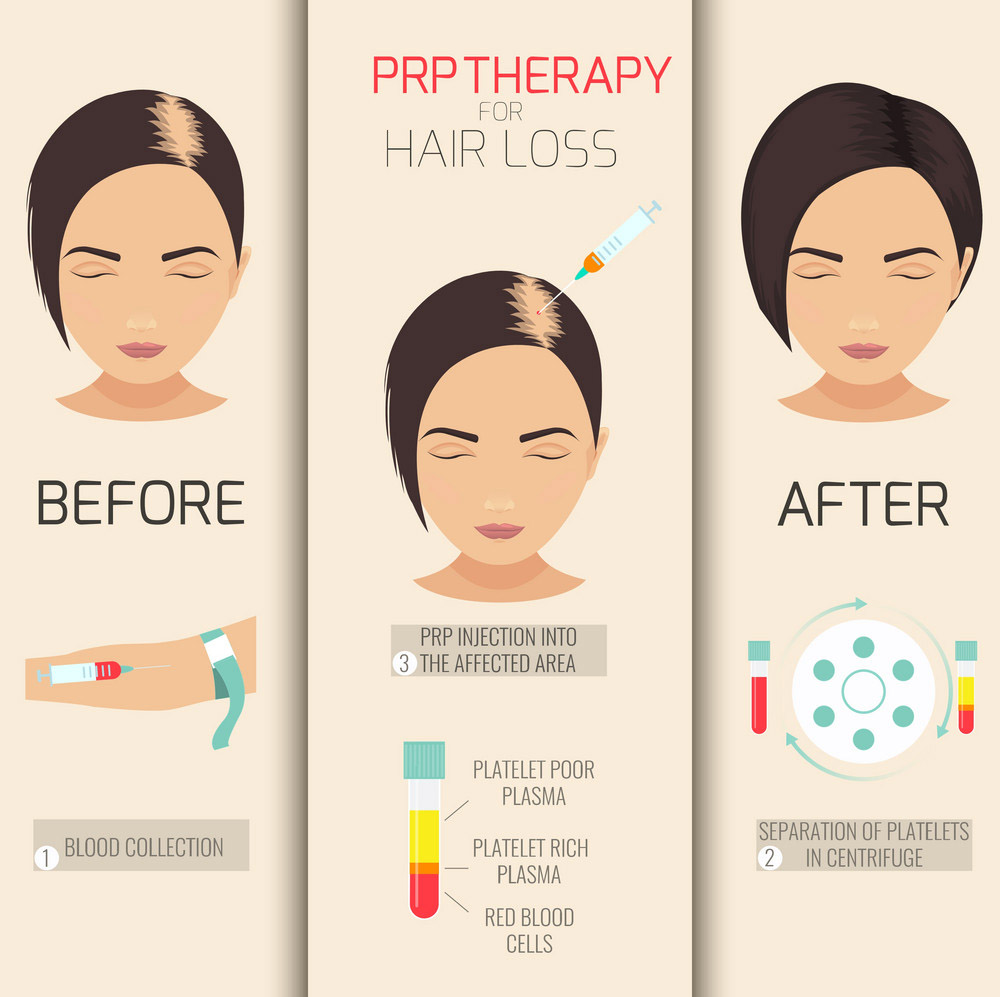 PRP THERAPY
FOR
HAIR LOSS
BEFORE
AFTER
1 BLOOD COLLECTION
PRP INJECTION INTO
3 THE AFFECTED AREA
PLATELET POOR
PLASMA
PLATELET RICH
PLASMA
RED BLOOD
CELLS
SEPARATION OF PLATELETS
2 IN CENTRIFUGE